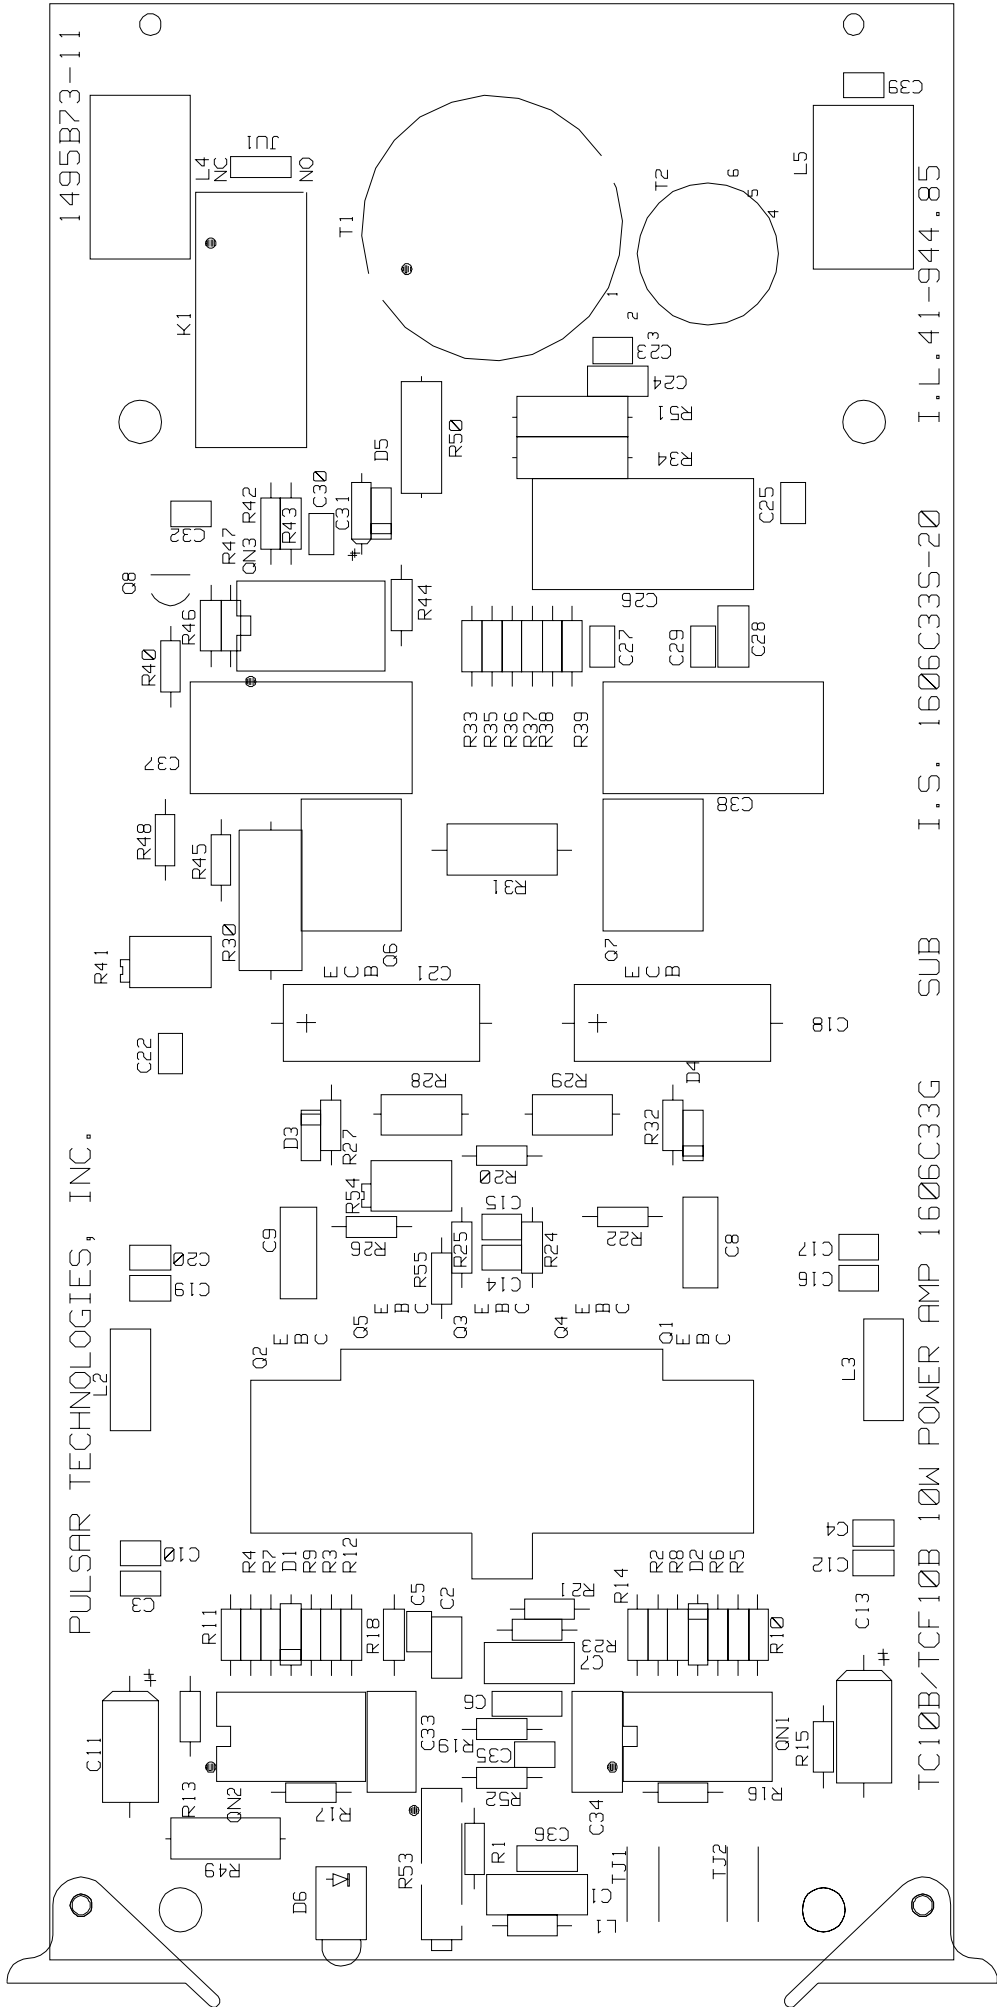 1495B73-11
C39
L4
NC
JU1
NO
L5
T1
T2
6
5
4
1
2
3
K1
C23
C24
R51
R34
D5
R50
C25
C26
C32
R42
R43
R47
QN3
C30
C31
+
Q8
R46
R40
R44
C27
C29
C28
R33
R35
R36
R37
R38
R39
C37
C38
R48
R45
R30
R31
R41
Q6
E C B
Q7
E C B
C21
+
C18
+
C22
R28
R29
D4
D3
R27
R32
R54
R20
C15
R26
R25
R24
R22
C9
C8
R55
C14
C20
C19
C17
C16
Q2
E B C
Q5
E B C
Q3
E B C
Q4
E B C
Q1
E B C
L2
L3
C10
C3
R4
R7
D1
R9
R3
R12
R11
R18
C5
C2
R21
R23
C7
R14
R2
R8
D2
R6
R5
R10
C4
C12
C13
+
C11
+
R13
QN2
R17
C33
C6
R19
C35
R52
C34
QN1
R16
R15
R49
D6
R53
R1
C36
C1
L1
TJ1
TJ2
PULSAR TECHNOLOGIES, INC.
TC10B/TCF10B 10W POWER AMP 1606C33G SUB I.S. 1606C33S-20 I.L.41-944.85